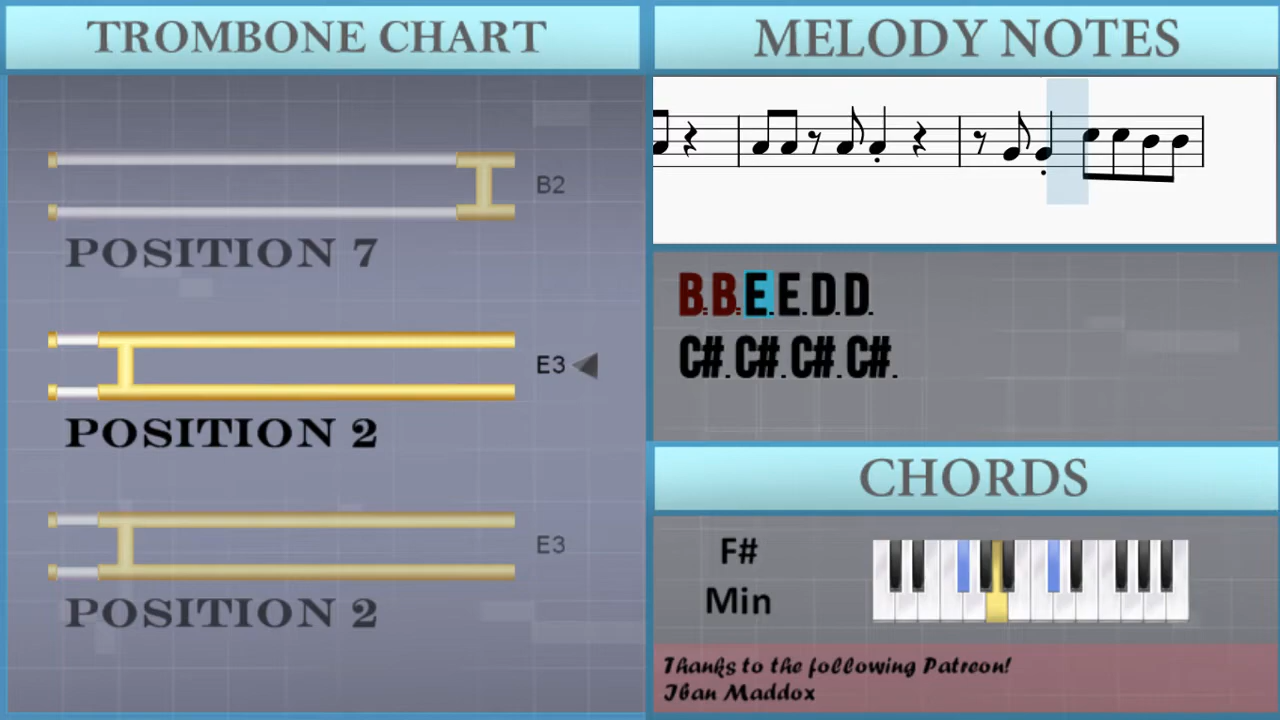 TROMBONE CHART
B2
POSITION 7
E3
POSITION 2
E3
POSITION 2
MELODY NOTES
B.B.E.E.D.D.
C#.C#.C#.C#.
CHORDS
F#
Min
Thanks to the following Patreon!
Iban Maddox